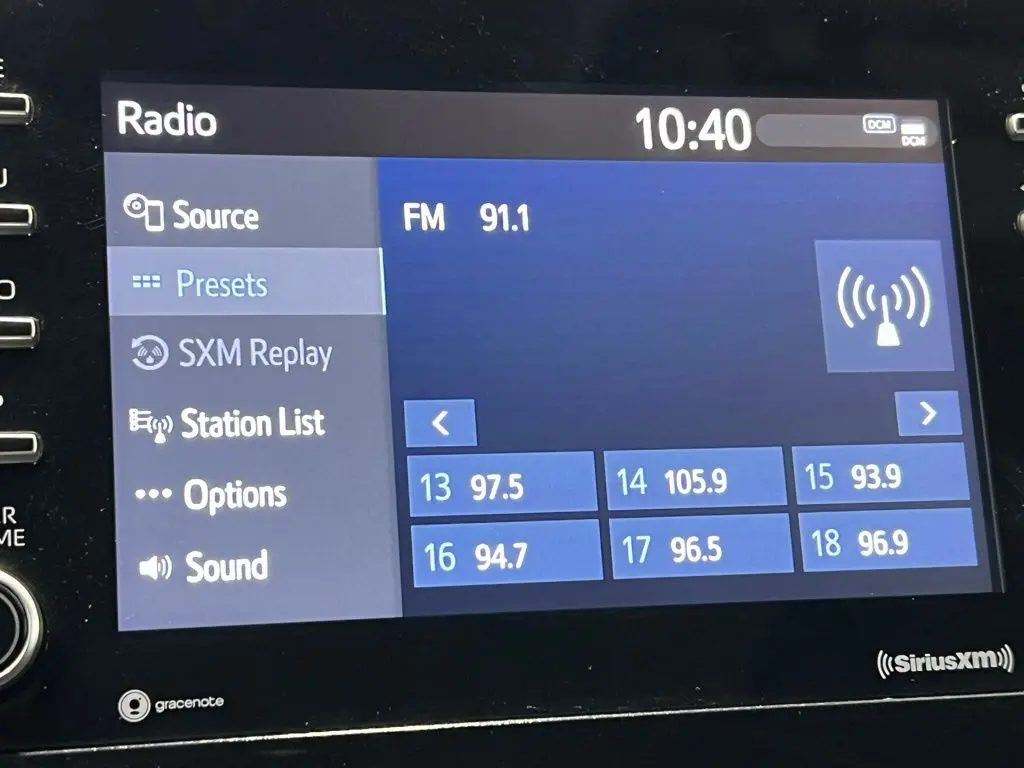 Radio
10:40
DCM
DCM
Source
Presets
SXM Replay
Station List
Options
Sound
FM 91.1
<
>
13 97.5
14 105.9
15 93.9
16 94.7
17 96.5
18 96.9
gracenote
((SiriusXM))